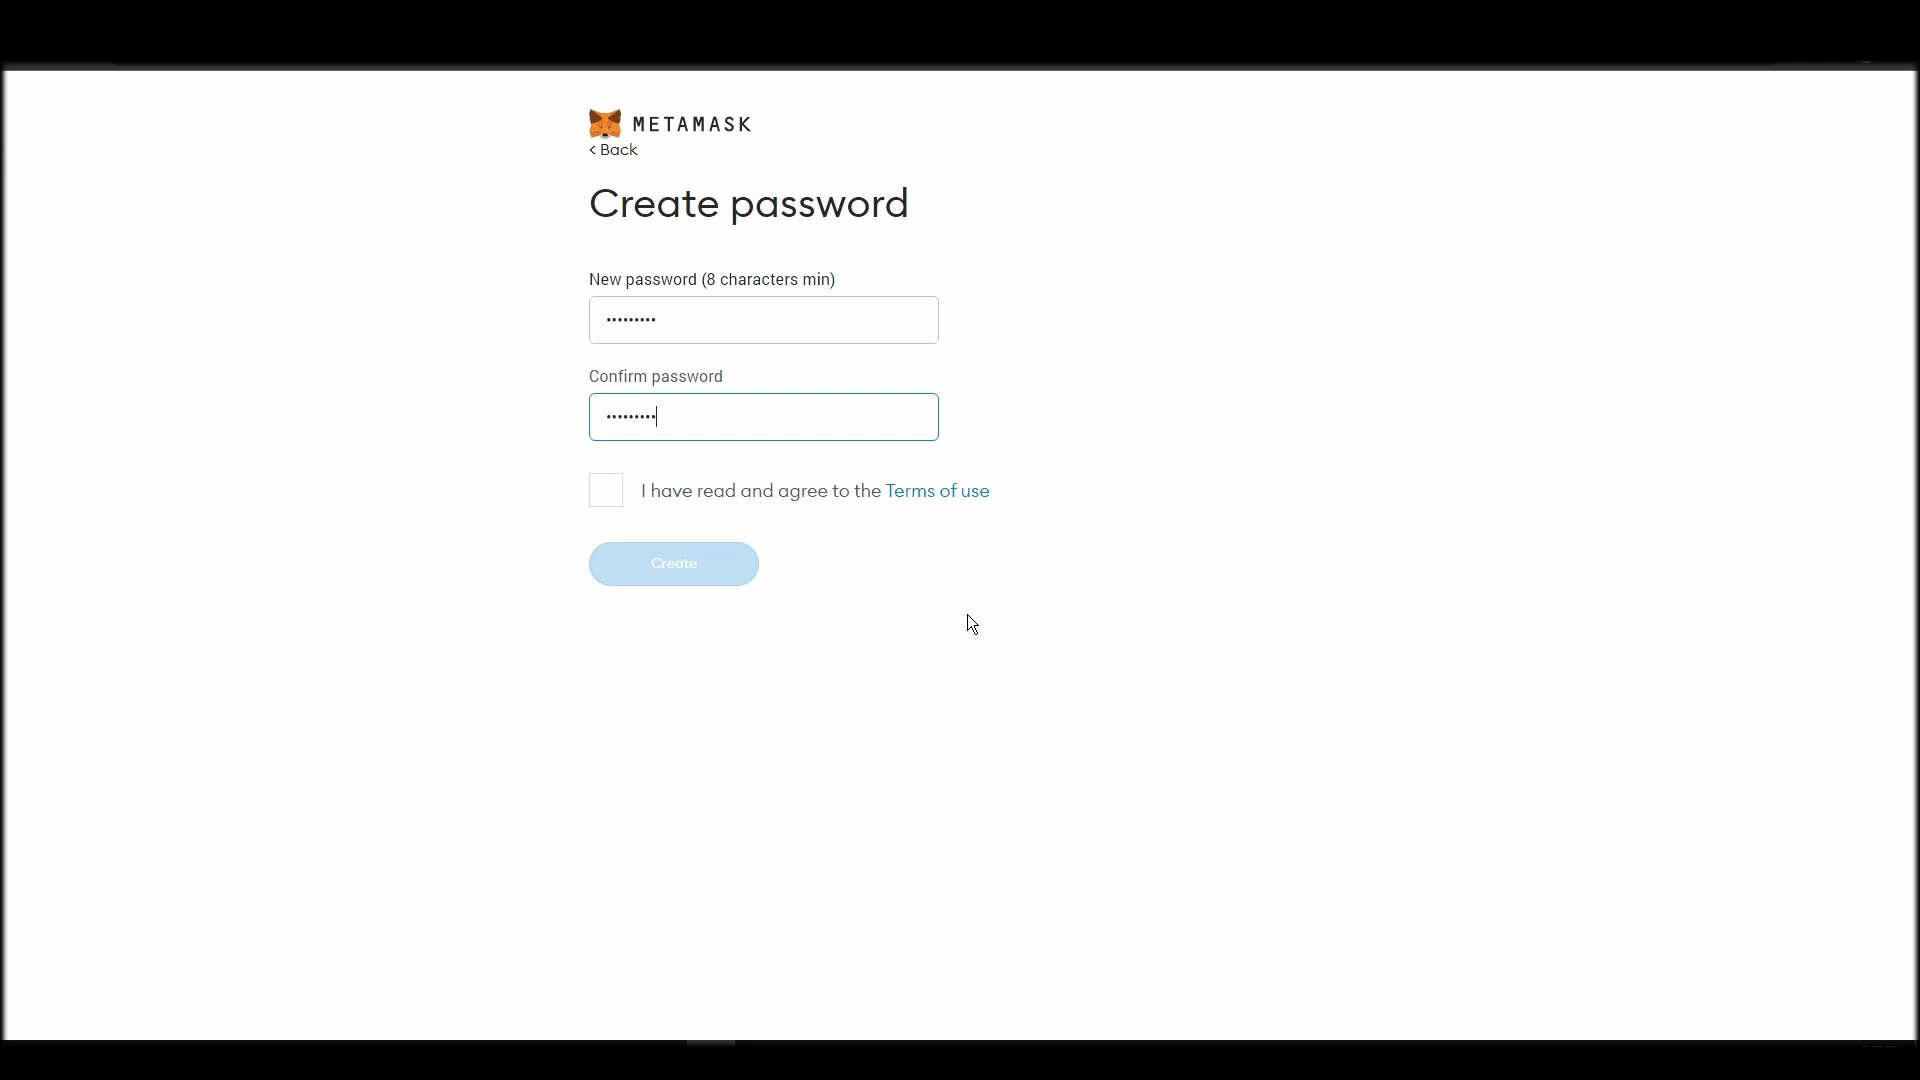 METAMASK
< Back
Create password
New password (8 characters min)
•••••••••
Confirm password
•••••••••
I have read and agree to the Terms of use
Create